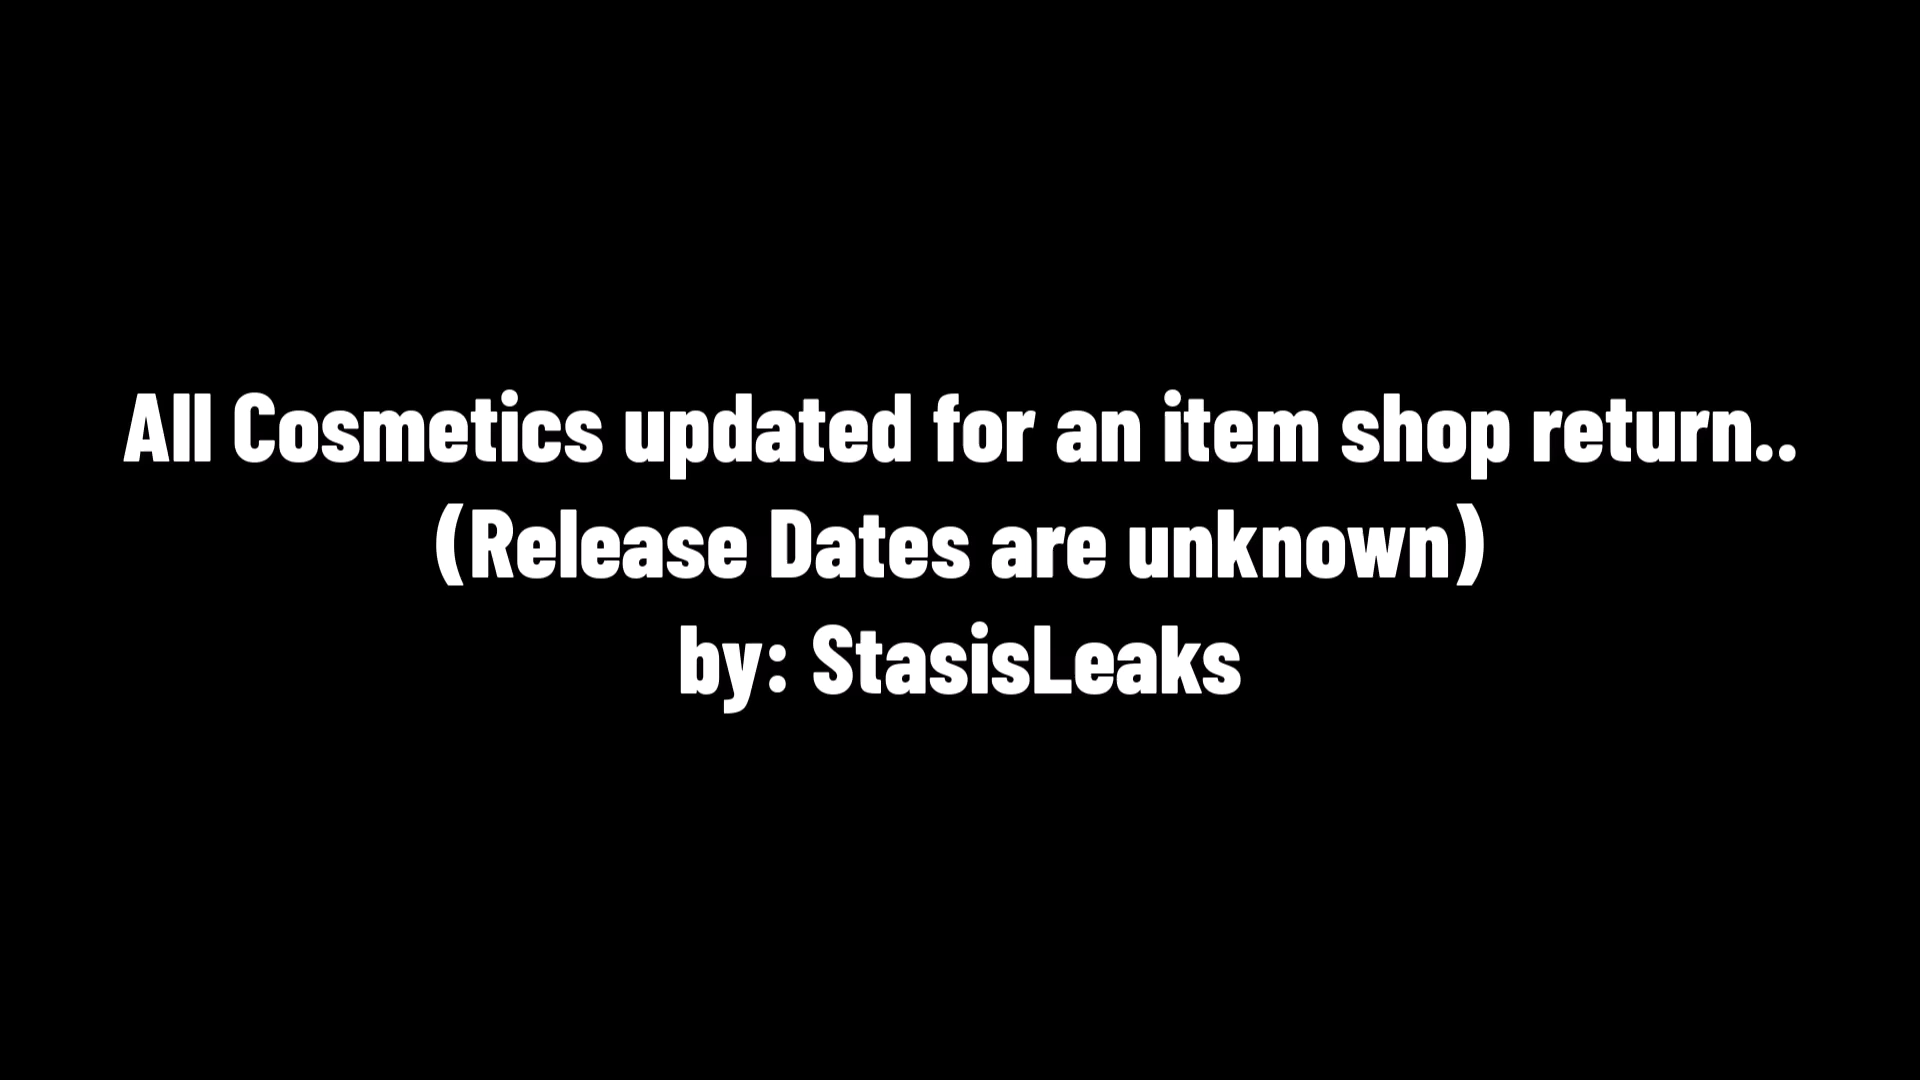 All Cosmetics updated for an item shop return..
(Release Dates are unknown)
by: StasisLeaks